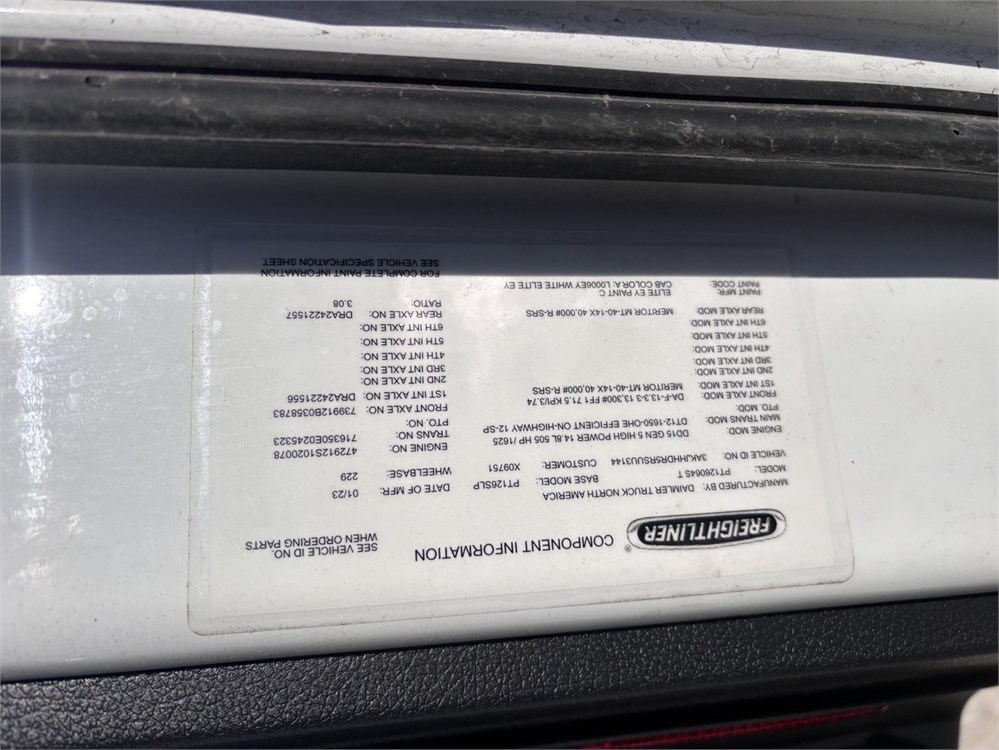 FREIGHTLINER ® COMPONENT INFORMATION
SEE VEHICLE ID NO.
WHEN ORDERING PARTS
MANUFACTURED BY: DAIMLER TRUCK NORTH AMERICA
DATE OF MFR: 01/23
MODEL: PT126064S T BASE MODEL: PT126SLP
WHEELBASE: 229
VEHICLE ID NO: 3AKJHHDR5RSUU3144 CUSTOMER: X09751
ENGINE MOD: DD15 GEN 5 HIGH POWER 14.8L 505 HP /1625
ENGINE NO: 472912S1020078
MAIN TRANS MOD: DT12-1650-OHE EFFICIENT ON-HIGHWAY 12-SP
TRANS NO: 716350E0245323
PTO. MOD:
PTO. NO:
FRONT AXLE MOD: DA-F-13.3-3 13,300# FF1 71.5 KPI/3.74
FRONT AXLE NO: 739912B0358783
1ST INT AXLE MOD: MERITOR MT-40-14X 40,000# R-SRS
1ST INT AXLE NO: DRA24221556
2ND INT AXLE MOD:
2ND INT AXLE NO:
3RD INT AXLE MOD:
3RD INT AXLE NO:
4TH INT AXLE MOD:
4TH INT AXLE NO:
5TH INT AXLE MOD:
5TH INT AXLE NO:
6TH INT AXLE MOD:
6TH INT AXLE NO:
REAR AXLE MOD: MERITOR MT-40-14X 40,000# R-SRS
REAR AXLE NO: DRA24221557
RATIO: 3.08
PAINT MFR: ELITE EY PAINT C
PAINT CODE: CAB COLOR A: L0006EY WHITE ELITE EY
FOR COMPLETE PAINT INFORMATION
SEE VEHICLE SPECIFICATION SHEET.